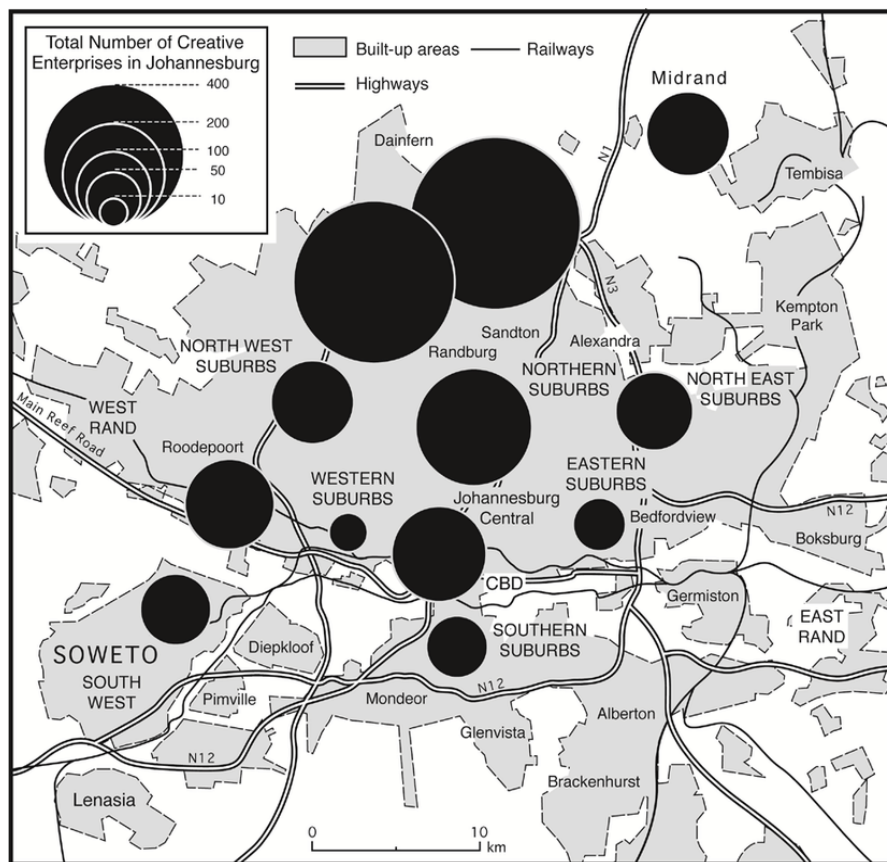 Total Number of Creative
Enterprises in Johannesburg
400
200
100
50
10
Built-up areas
Railways
Highways
Midrand
Dainfern
N1
Tembisa
N3
Kempton
Park
Sandton
Alexandra
NORTH WEST
SUBURBS
Randburg
NORTHERN
SUBURBS
NORTH EAST
SUBURBS
WEST
RAND
Main Reef Road
Roodepoort
WESTERN
SUBURBS
EASTERN
SUBURBS
Johannesburg
Central
Bedfordview
N12
Boksburg
CBD
Germiston
EAST
RAND
SOWETO
SOUTH
WEST
Diepkloof
SOUTHERN
SUBURBS
Pimville
Mondeor
N12
Alberton
Glenvista
N12
Brackenhurst
Lenasia
0
10
km